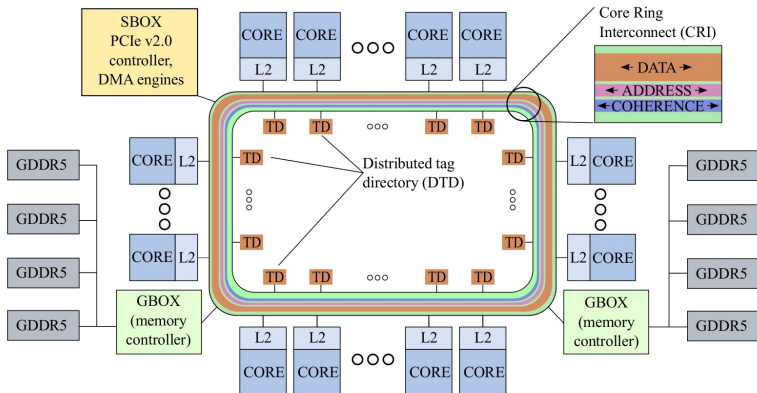 SBOX
PCIe v2.0
controller,
DMA engines
CORE CORE CORE CORE
L2 L2 L2 L2
Core Ring
Interconnect (CRI)
DATA
ADDRESS
COHERENCE
TD TD TD TD
GDDR5
GDDR5
GDDR5
GDDR5
CORE L2
CORE L2
TD
TD
Distributed tag
directory (DTD)
TD
TD
L2 CORE
L2 CORE
GDDR5
GDDR5
GDDR5
GDDR5
TD TD TD TD
GBOX
(memory
controller)
GBOX
(memory
controller)
L2 L2 L2 L2
CORE CORE CORE CORE